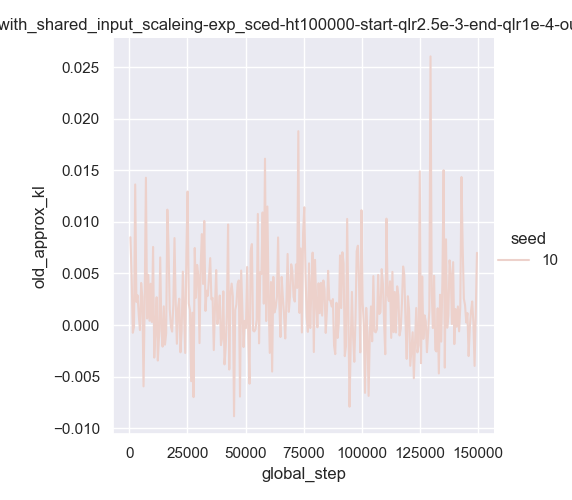 with_shared_input_scaleing-exp_sced-ht100000-start-qlr2.5e-3-end-qlr1e-4-ou
0.025
0.020
0.015
0.010
0.005
0.000
−0.005
−0.010
old_approx_kl
0 25000 50000 75000 100000 125000 150000
global_step
seed
10